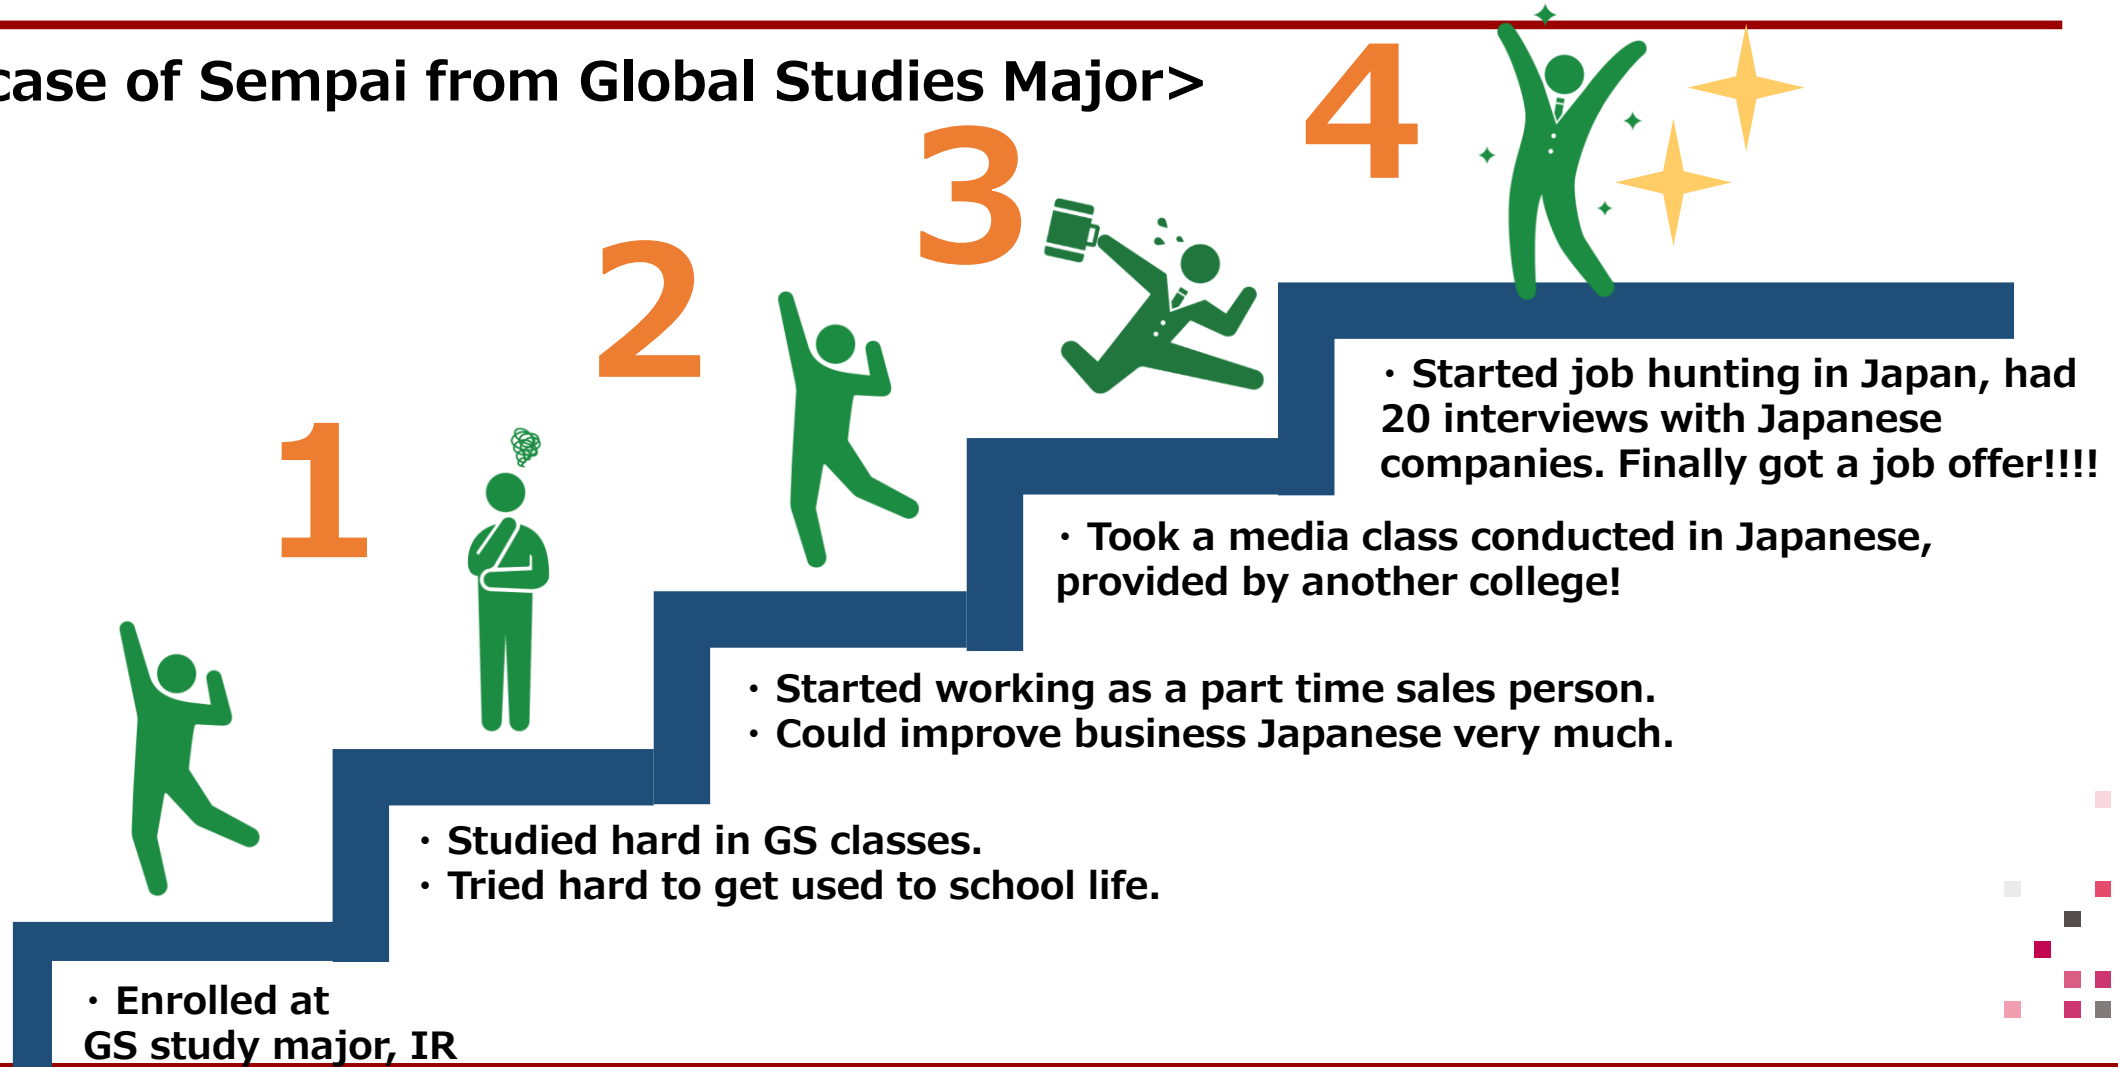 case of Sempai from Global Studies Major>
4
3
2
1
・Started job hunting in Japan, had
20 interviews with Japanese
companies. Finally got a job offer!!!!
・Took a media class conducted in Japanese,
provided by another college!
・Started working as a part time sales person.
・Could improve business Japanese very much.
・Studied hard in GS classes.
・Tried hard to get used to school life.
・Enrolled at
GS study major, IR